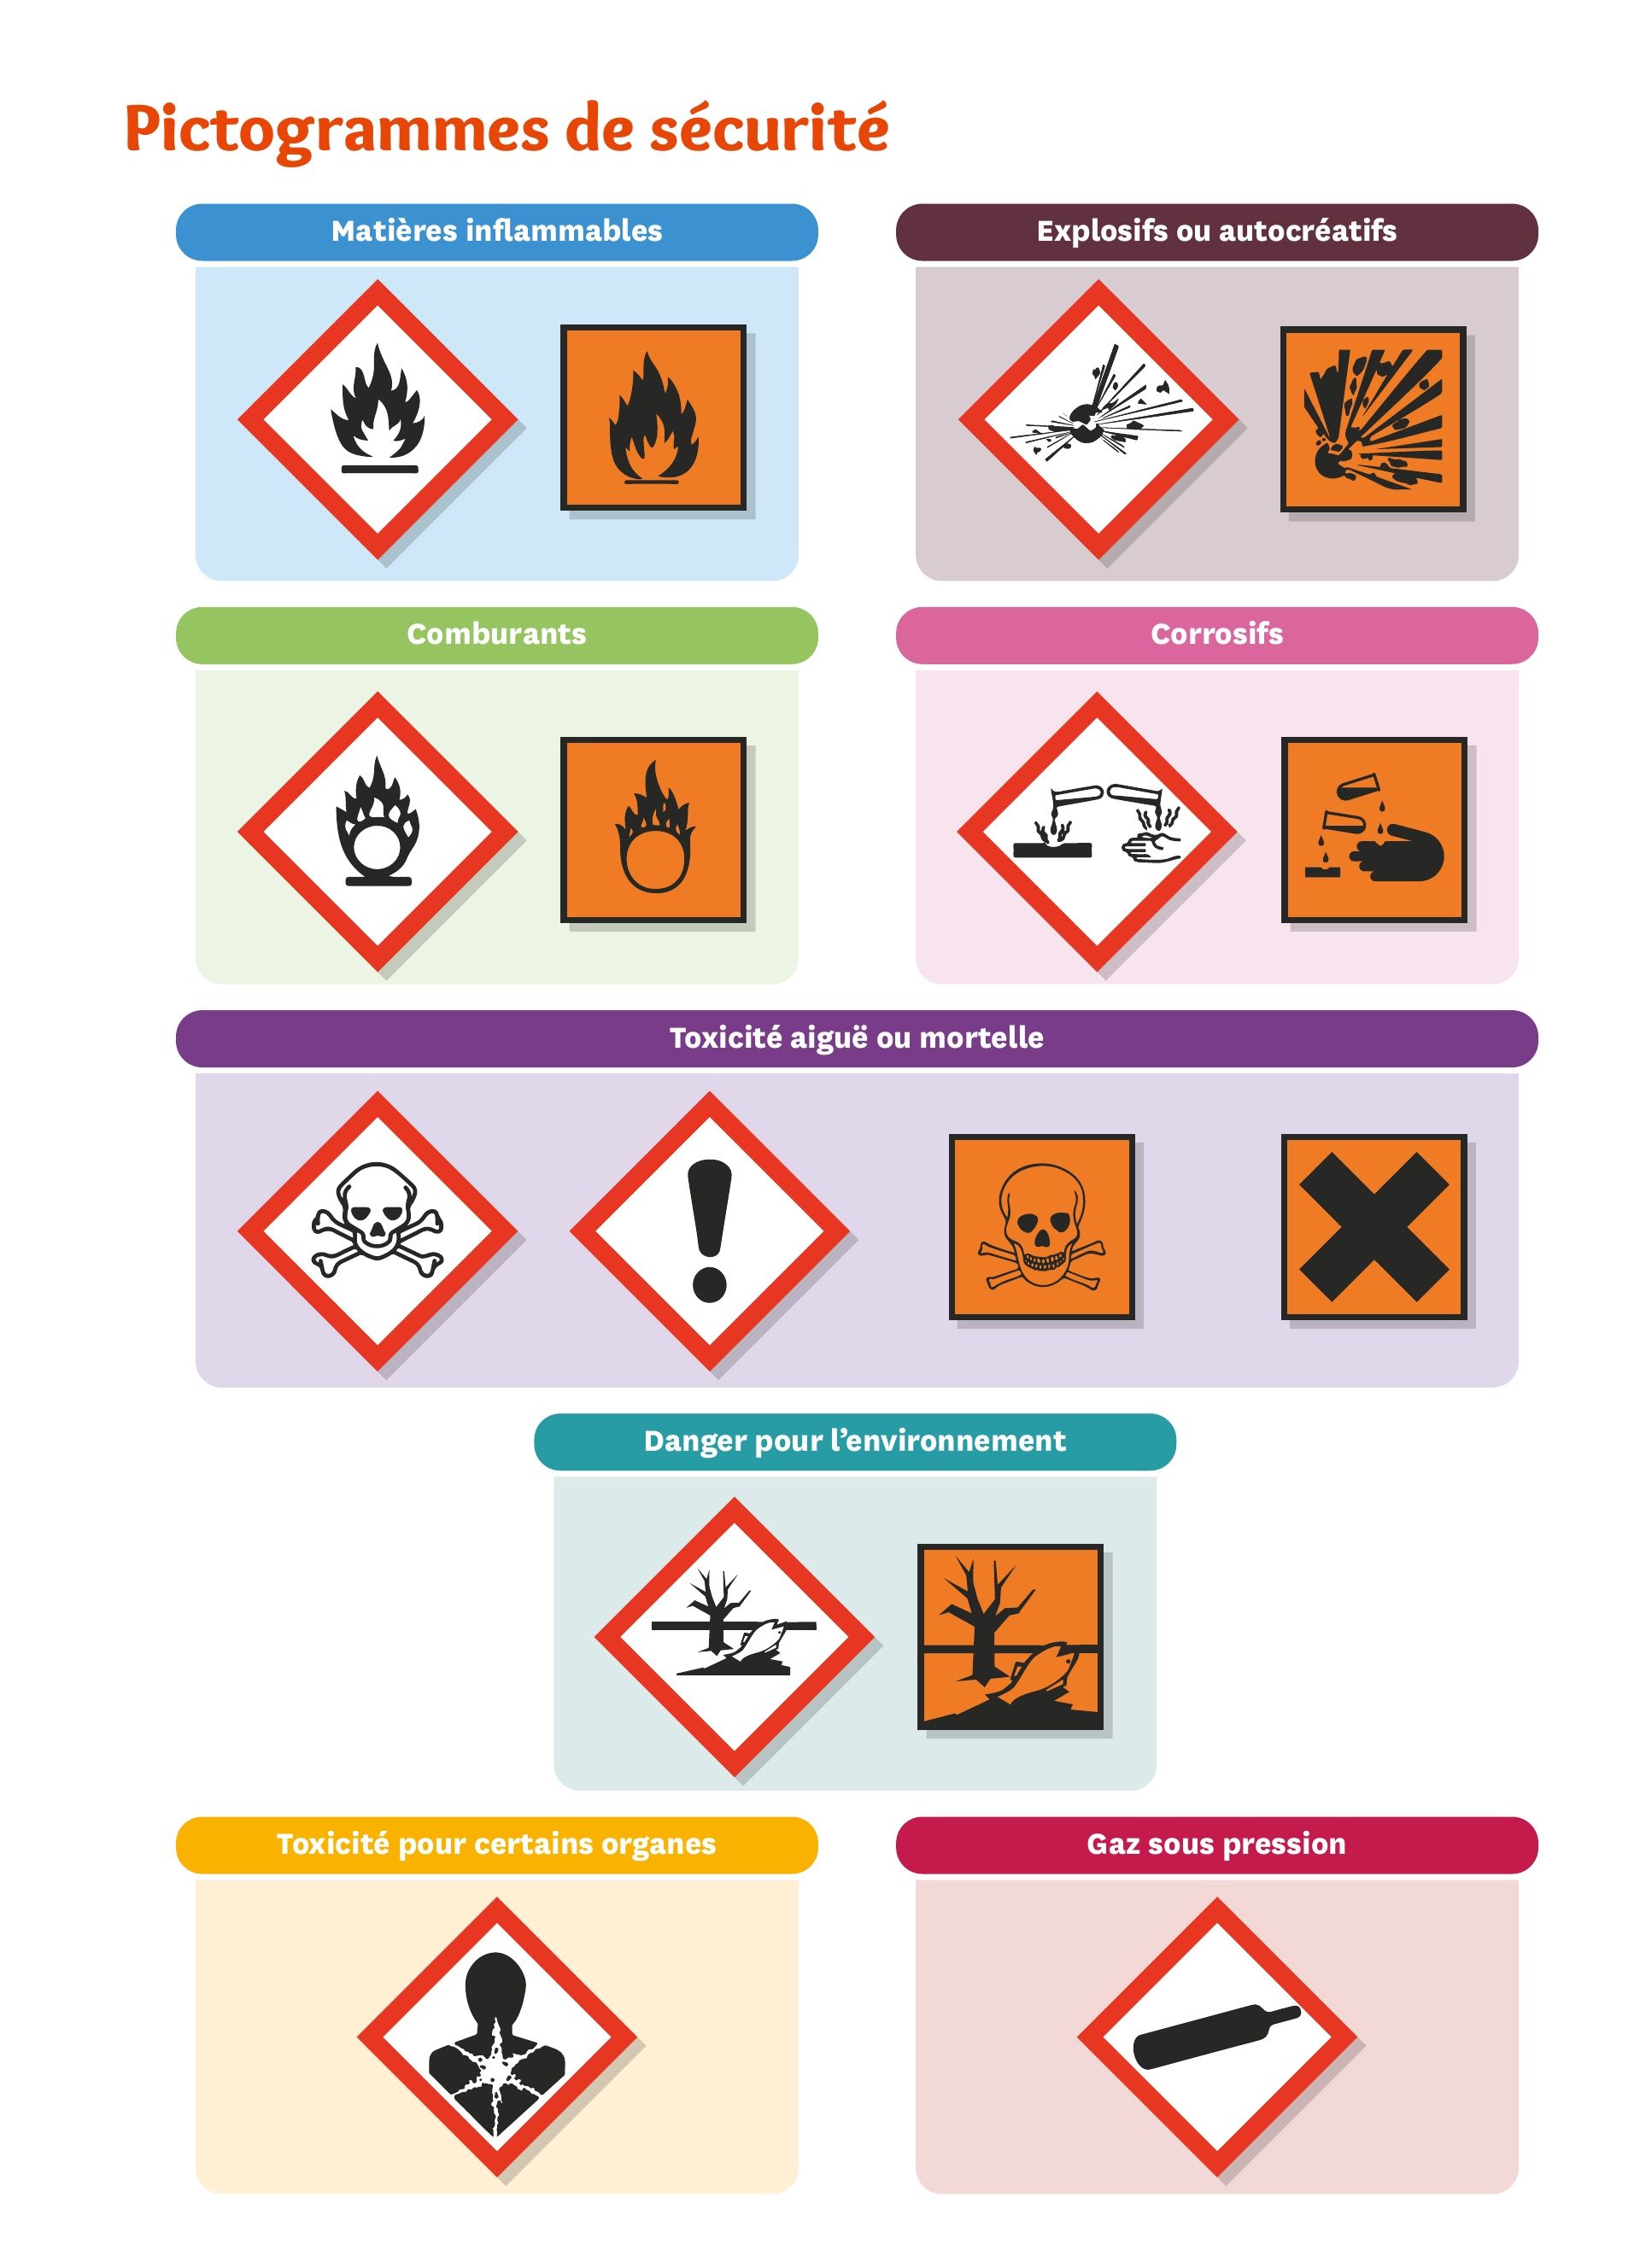 Pictogrammes de sécurité
Matières inflammables
Explosifs ou autocréatifs
Comburants
Corrosifs
Toxicité aiguë ou mortelle
Danger pour l'environnement
Toxicité pour certains organes
Gaz sous pression